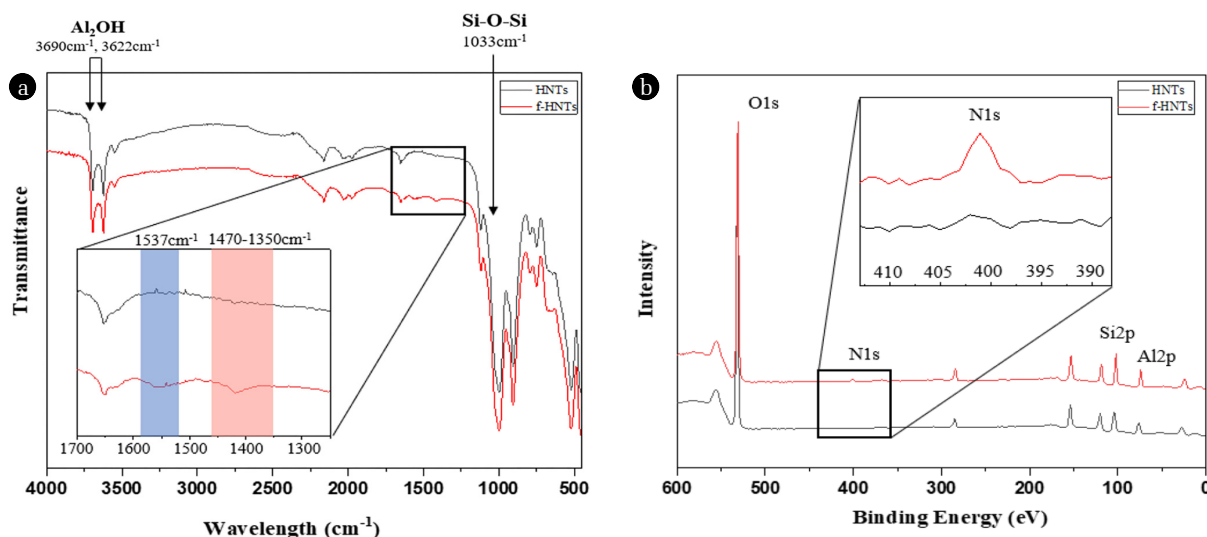 Al₂OH
3690cm⁻¹, 3622cm⁻¹
Si-O-Si
1033cm⁻¹
a
HNTs
f-HNTs
Transmittance
1537cm⁻¹ 1470-1350cm⁻¹
1700 1600 1500 1400 1300
4000 3500 3000 2500 2000 1500 1000 500
Wavelength (cm⁻¹)
b
HNTs
f-HNTs
O1s
N1s
410 405 400 395 390
Intensity
N1s
Si2p
Al2p
600 500 400 300 200 100 0
Binding Energy (eV)